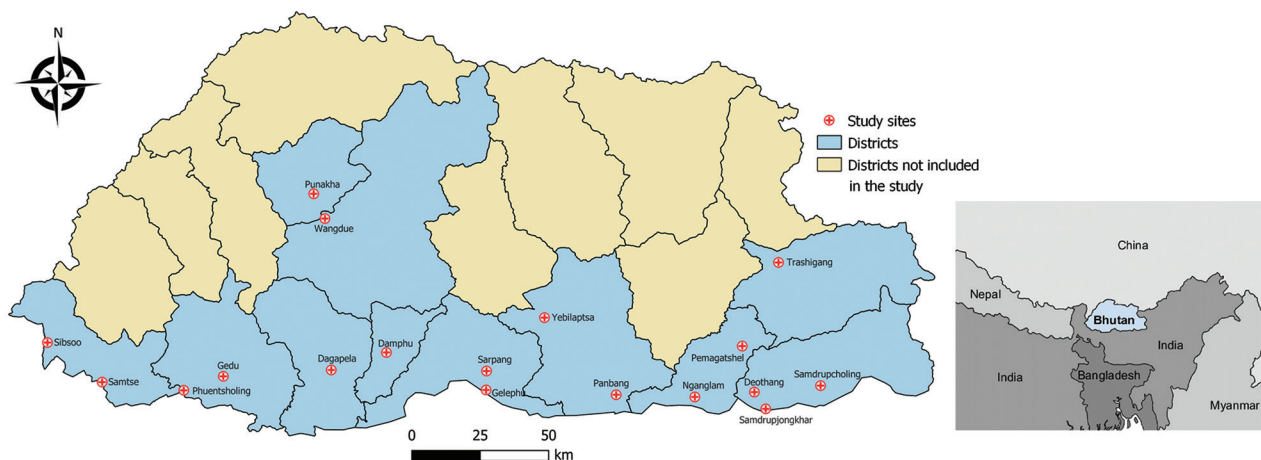 N
Study sites
Districts
Districts not included
in the study
Punakha
Wangdue
Trashigang
Yebilaptsa
Sibsoo
Damphu
Pemagatshel
Gedu
Dagapela
Sarpang
Samtse
Phuentsholing
Gelephu
Panbang
Nganglam
Deothang
Samdrupcholing
Samdrupjongkhar
0 25 50
km
China
Nepal
Bhutan
India
India
Bangladesh
Myanmar